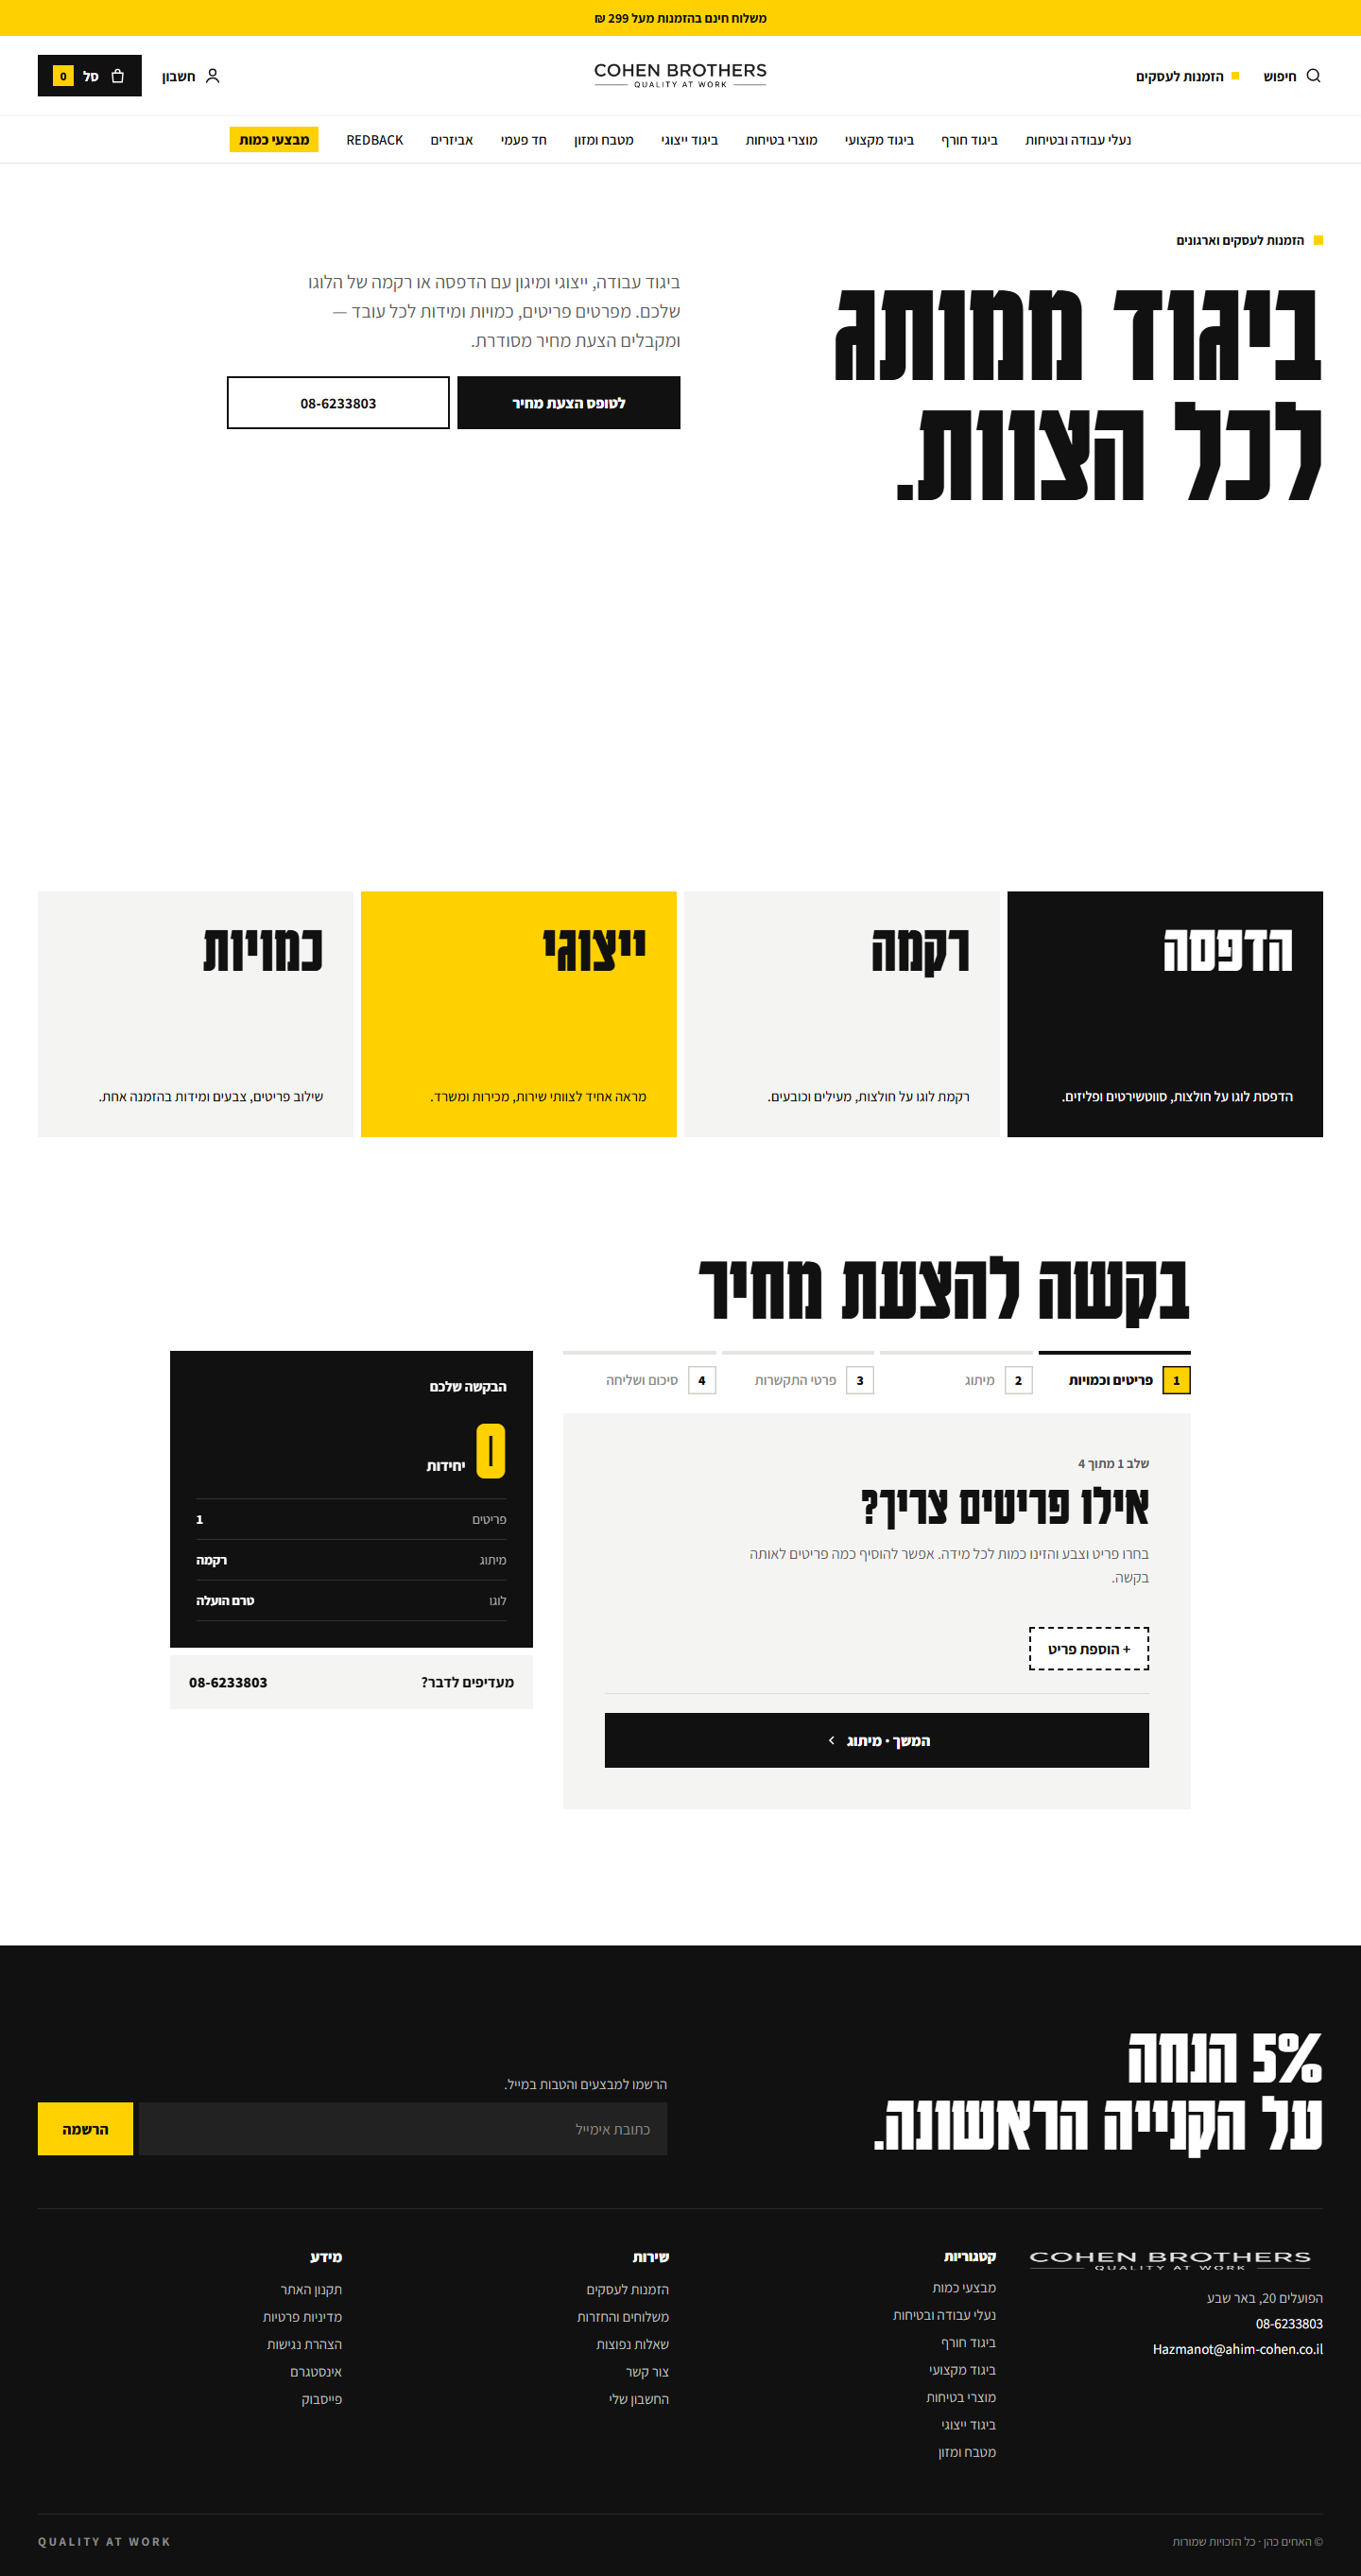 משלוח חינם בהזמנות מעל 299 ₪
חיפוש
הזמנות לעסקים
COHEN BROTHERS
QUALITY AT WORK
חשבון
סל
0
נעלי עבודה ובטיחות
ביגוד חורף
ביגוד מקצועי
מוצרי בטיחות
ביגוד ייצוגי
מטבח ומזון
חד פעמי
אביזרים
REDBACK
מבצעי כמות
הזמנות לעסקים וארגונים
ביגוד ממותג
לכל הצוות.
ביגוד עבודה, ייצוגי ומיגון עם הדפסה או רקמה של הלוגו
שלכם. מפרטים פריטים, כמויות ומידות לכל עובד —
ומקבלים הצעת מחיר מסודרת.
לטופס הצעת מחיר
08-6233803
הדפסה
הדפסת לוגו על חולצות, סווטשירטים ופליזים.
רקמה
רקמת לוגו על חולצות, מעילים וכובעים.
ייצוגי
מראה אחיד לצוותי שירות, מכירות ומשרד.
כמויות
שילוב פריטים, צבעים ומידות בהזמנה אחת.
בקשה להצעת מחיר
1 פריטים וכמויות
2 מיתוג
3 פרטי התקשרות
4 סיכום ושליחה
שלב 1 מתוך 4
אילו פריטים צריך?
בחרו פריט וצבע והזינו כמות לכל מידה. אפשר להוסיף כמה פריטים לאותה
בקשה.
+ הוספת פריט
המשך · מיתוג
הבקשה שלכם
יחידות
פריטים 1
מיתוג רקמה
לוגו טרם הועלה
מעדיפים לדבר? 08-6233803
5% הנחה
על הקנייה הראשונה.
הרשמו למבצעים והטבות במייל.
כתובת אימייל
הרשמה
COHEN BROTHERS
QUALITY AT WORK
הפועלים 20, באר שבע
08-6233803
Hazmanot@ahim-cohen.co.il
קטגוריות
מבצעי כמות
נעלי עבודה ובטיחות
ביגוד חורף
ביגוד מקצועי
מוצרי בטיחות
ביגוד ייצוגי
מטבח ומזון
שירות
הזמנות לעסקים
משלוחים והחזרות
שאלות נפוצות
צור קשר
החשבון שלי
מידע
תקנון האתר
מדיניות פרטיות
הצהרת נגישות
אינסטגרם
פייסבוק
© האחים כהן · כל הזכויות שמורות
QUALITY AT WORK